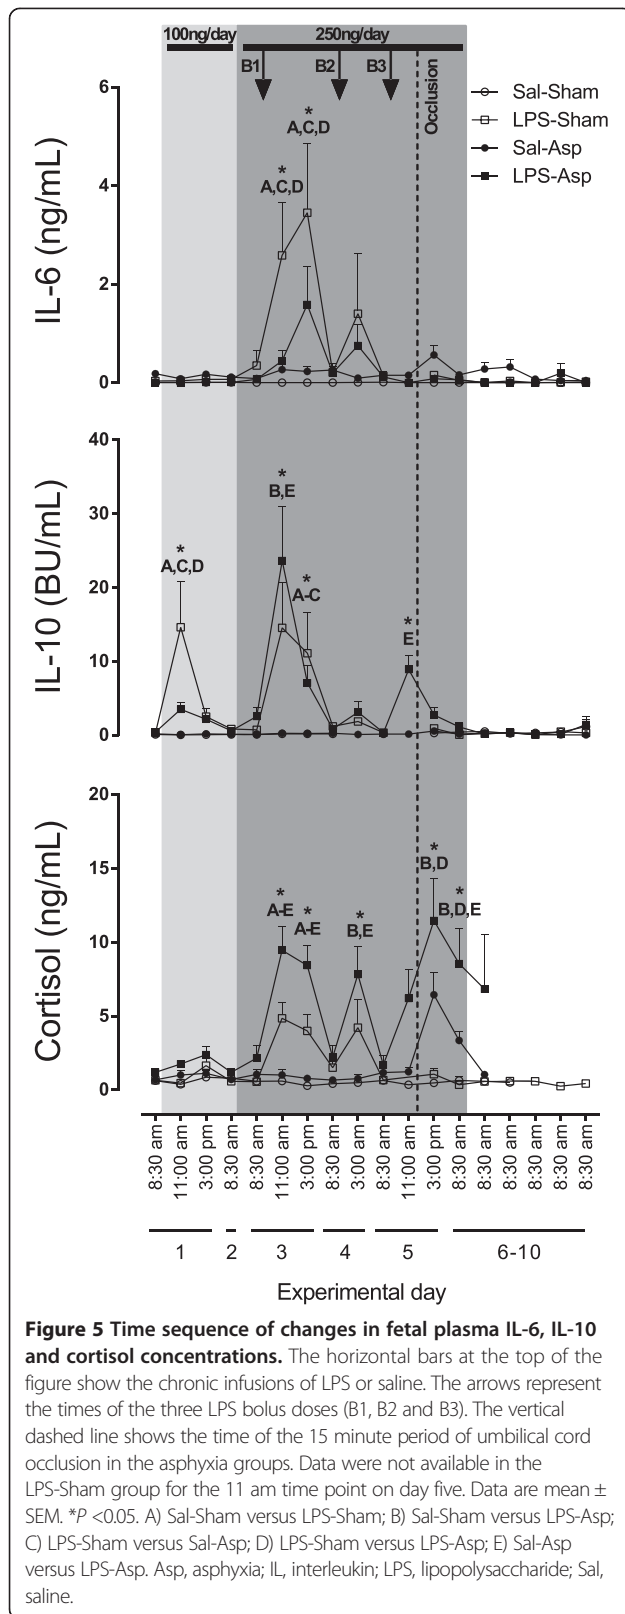 100ng/day 250ng/day
B1 B2 B3 Occlusion
Sal-Sham
LPS-Sham
Sal-Asp
LPS-Asp
IL-6 (ng/mL)
6
4
2
0
*
A,C,D
*
A,C,D
IL-10 (BU/mL)
40
30
20
10
0
*
A,C,D
*
B,E
*
A-C
*
E
Cortisol (ng/mL)
20
15
10
5
0
*
A-E
*
A-E
*
B,E
*
B,D
*
B,D,E
8:30 am
11:00 am
3:00 pm
8.30 am
8:30 am
11:00 am
3:00 pm
8:30 am
3:00 am
8:30 am
11:00 am
3:00 pm
8:30 am
8:30 am
8:30 am
8:30 am
8:30 am
8:30 am
1 2 3 4 5 6-10
Experimental day
Figure 5 Time sequence of changes in fetal plasma IL-6, IL-10
and cortisol concentrations. The horizontal bars at the top of the
figure show the chronic infusions of LPS or saline. The arrows represent
the times of the three LPS bolus doses (B1, B2 and B3). The vertical
dashed line shows the time of the 15 minute period of umbilical cord
occlusion in the asphyxia groups. Data were not available in the
LPS-Sham group for the 11 am time point on day five. Data are mean ±
SEM. *P <0.05. A) Sal-Sham versus LPS-Sham; B) Sal-Sham versus LPS-Asp;
C) LPS-Sham versus Sal-Asp; D) LPS-Sham versus LPS-Asp; E) Sal-Asp
versus LPS-Asp. Asp, asphyxia; IL, interleukin; LPS, lipopolysaccharide; Sal,
saline.